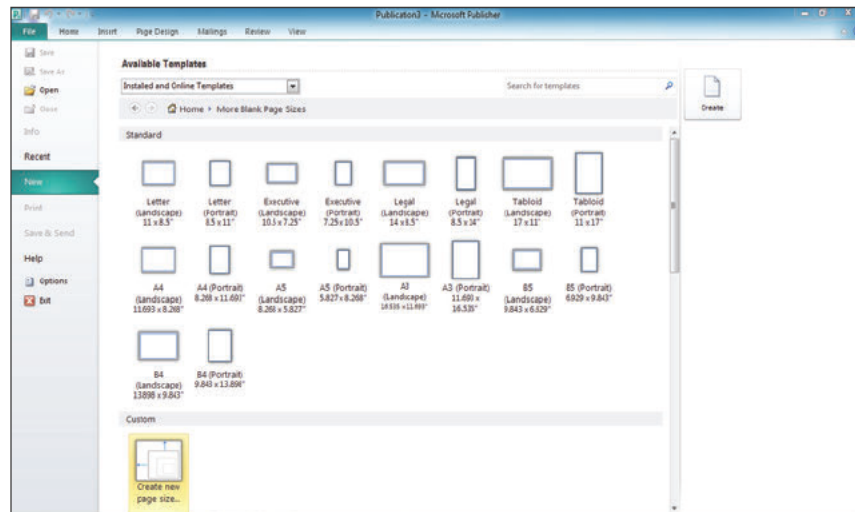 Publication3 - Microsoft Publisher
File Home Insert Page Design Mailings Review View
Save
Save As
Open
Close
Info
Recent
New
Print
Save & Send
Help
Options
Exit
Available Templates
Installed and Online Templates
Search for templates
Home More Blank Page Sizes
Create
Standard
Letter (Landscape) 11 x 8.5"
Letter (Portrait) 8.5 x 11"
Executive (Landscape) 10.5 x 7.25"
Executive (Portrait) 7.25 x 10.5"
Legal (Landscape) 14 x 8.5"
Legal (Portrait) 8.5 x 14"
Tabloid (Landscape) 17 x 11"
Tabloid (Portrait) 11 x 17"
A4 (Landscape) 11.693 x 8.268"
A4 (Portrait) 8.268 x 11.693"
A5 (Landscape) 8.268 x 5.827"
A5 (Portrait) 5.827 x 8.268"
A3 (Landscape) 16.535 x 11.693"
A3 (Portrait) 11.693 x 16.535"
B5 (Landscape) 9.843 x 6.929"
B5 (Portrait) 6.929 x 9.843"
B4 (Landscape) 13.898 x 9.843"
B4 (Portrait) 9.843 x 13.898"
Custom
Create new page size...